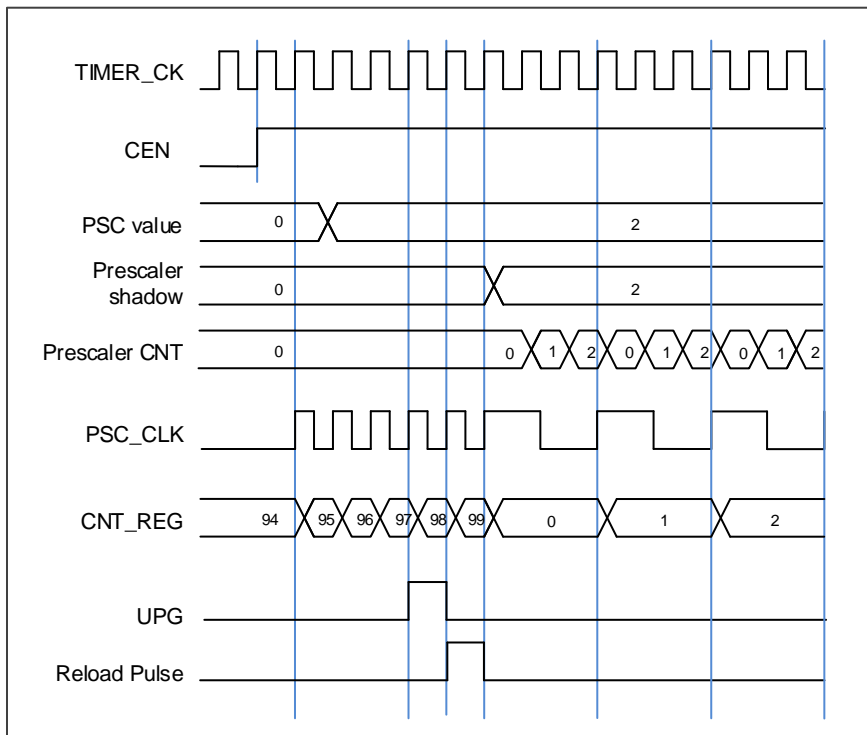 TIMER_CK
CEN
PSC value 0 2
Prescaler
shadow 0 2
Prescaler CNT 0 0 1 2 0 1 2 0 1 2
PSC_CLK
CNT_REG 94 95 96 97 98 99 0 1 2
UPG
Reload Pulse